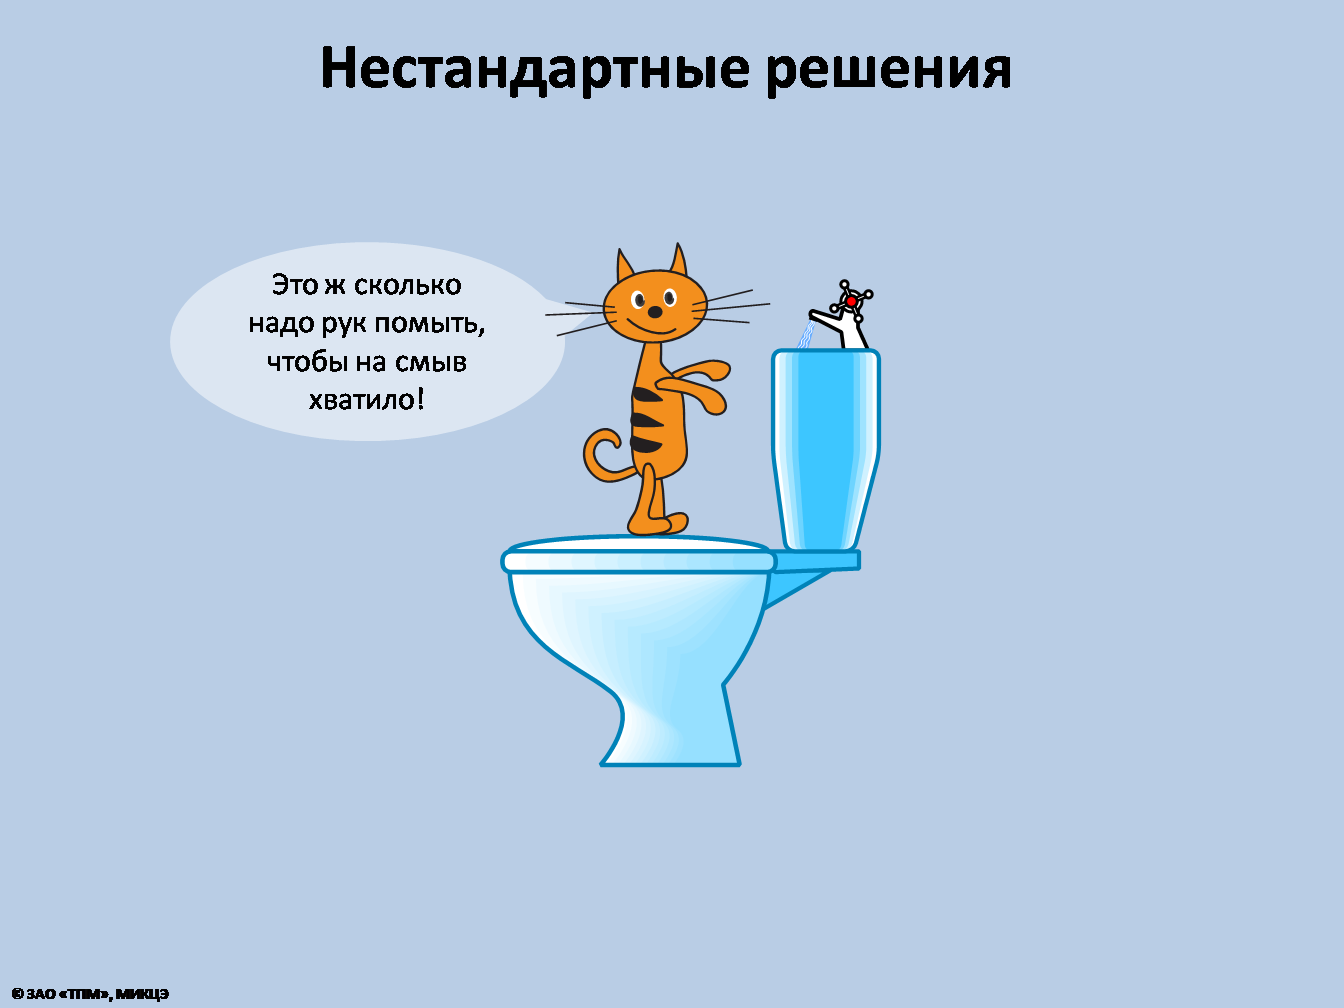 Нестандартные решения
Это ж сколько
надо рук помыть,
чтобы на смыв
хватило!
© ЗАО «ТПМ», МИКЦЭ